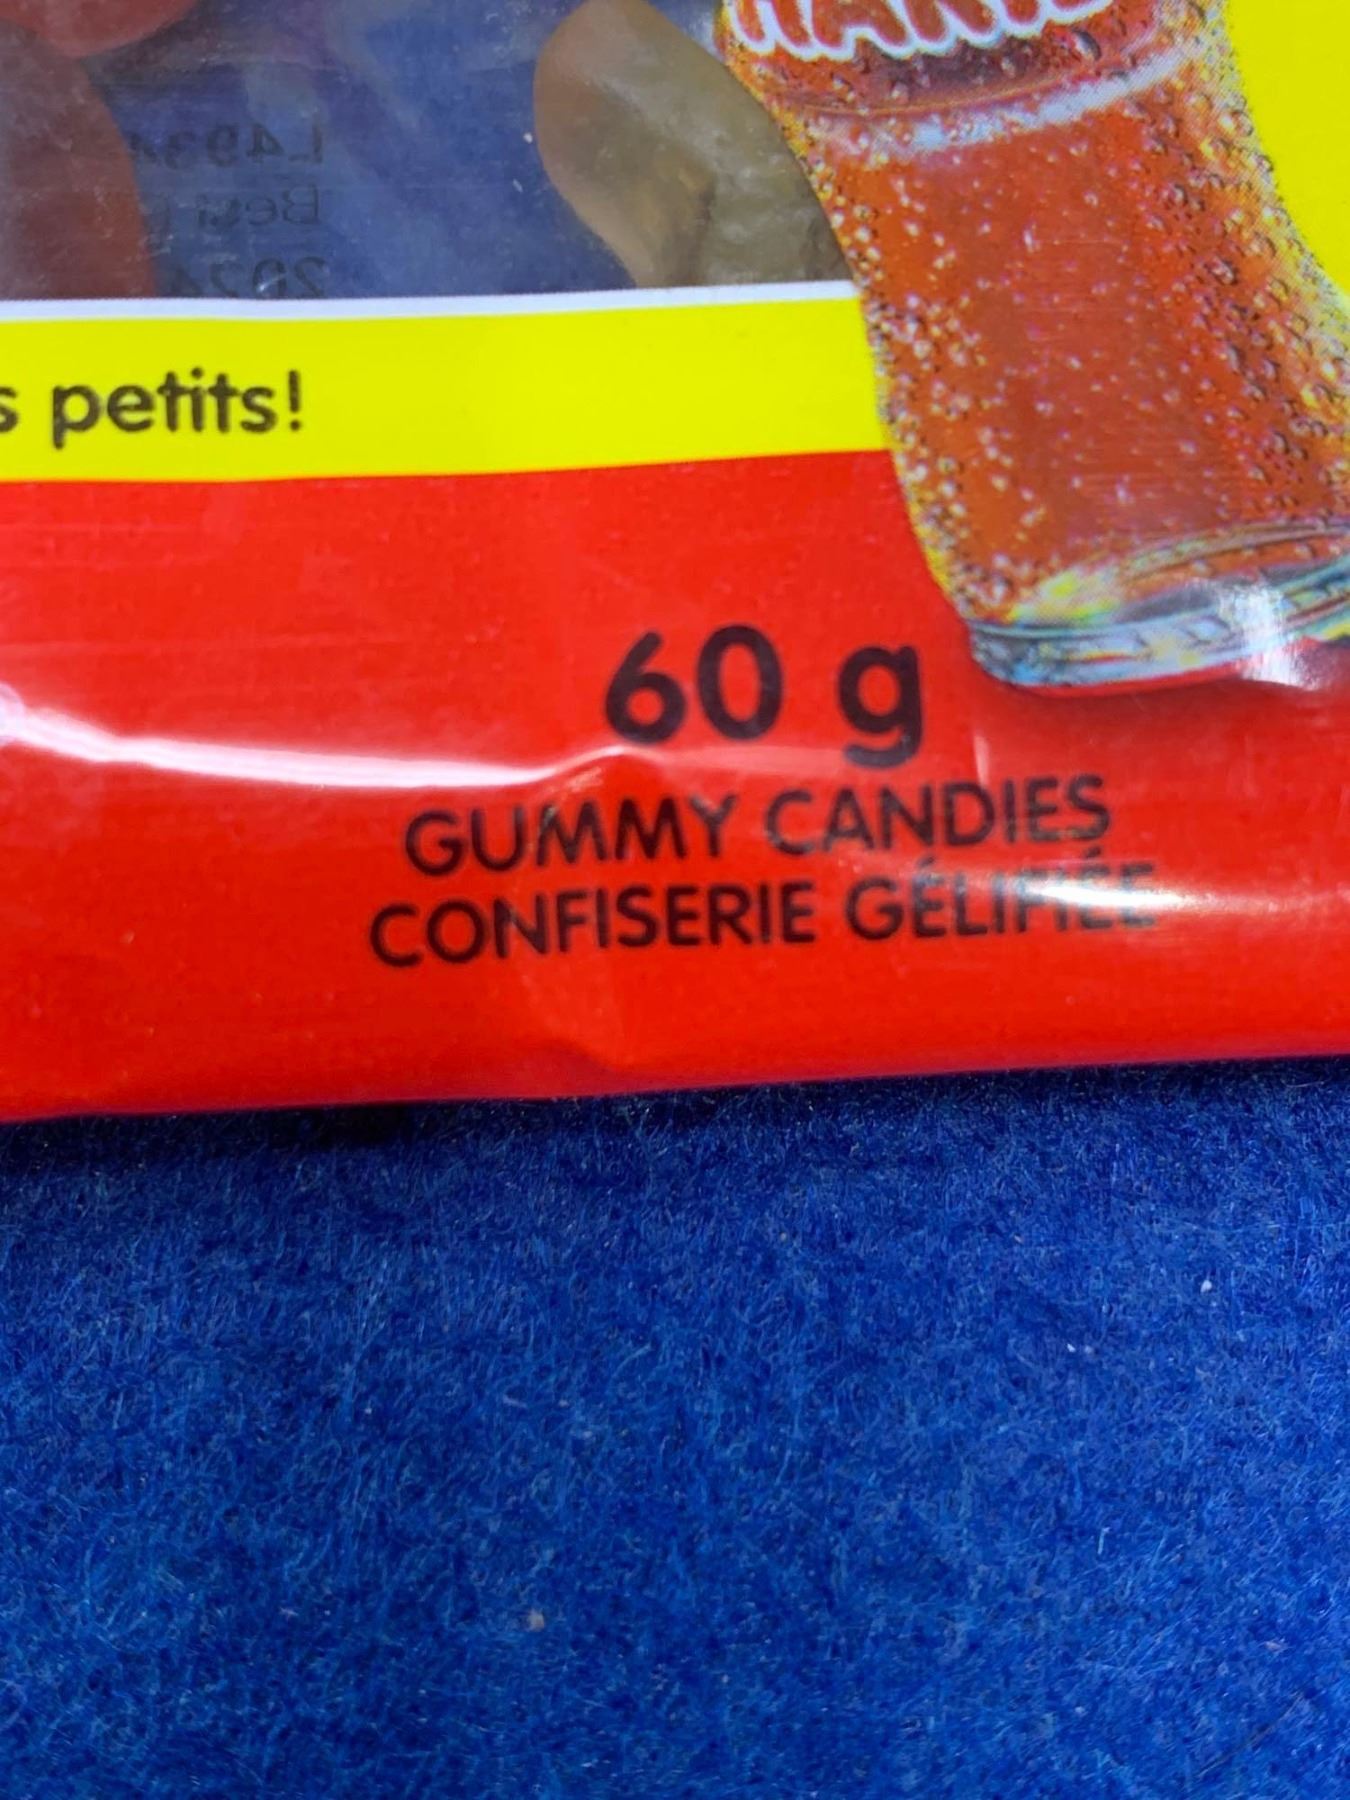 s petits!
60 g
GUMMY CANDIES
CONFISERIE GÉLIFIÉE